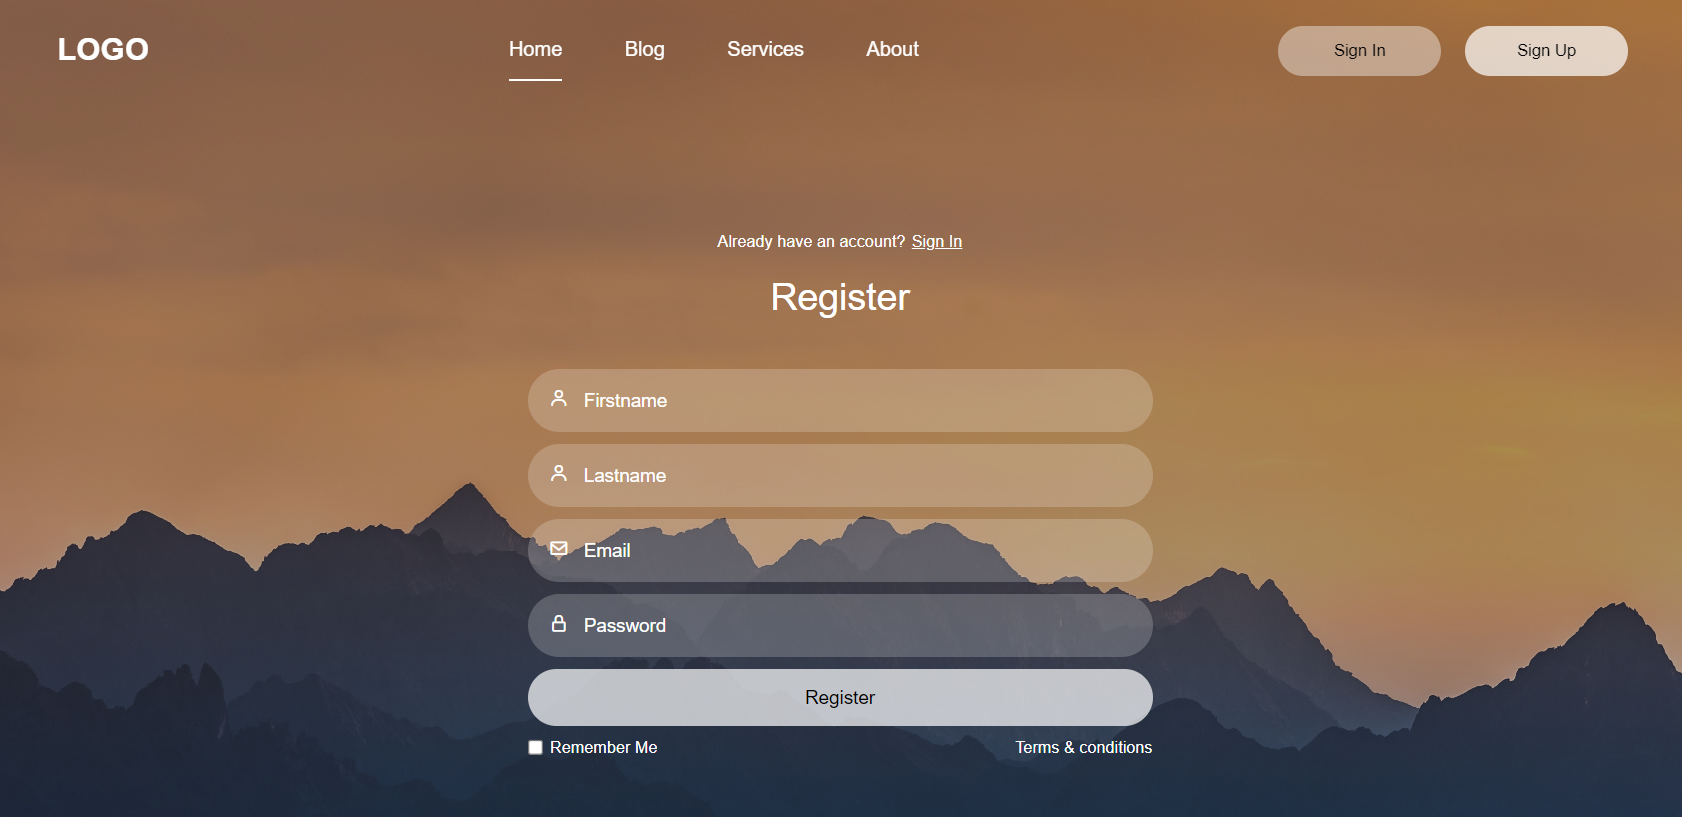 LOGO
Home Blog Services About
Sign In Sign Up
Already have an account? Sign In
Register
Firstname
Lastname
Email
Password
Register
Remember Me Terms & conditions